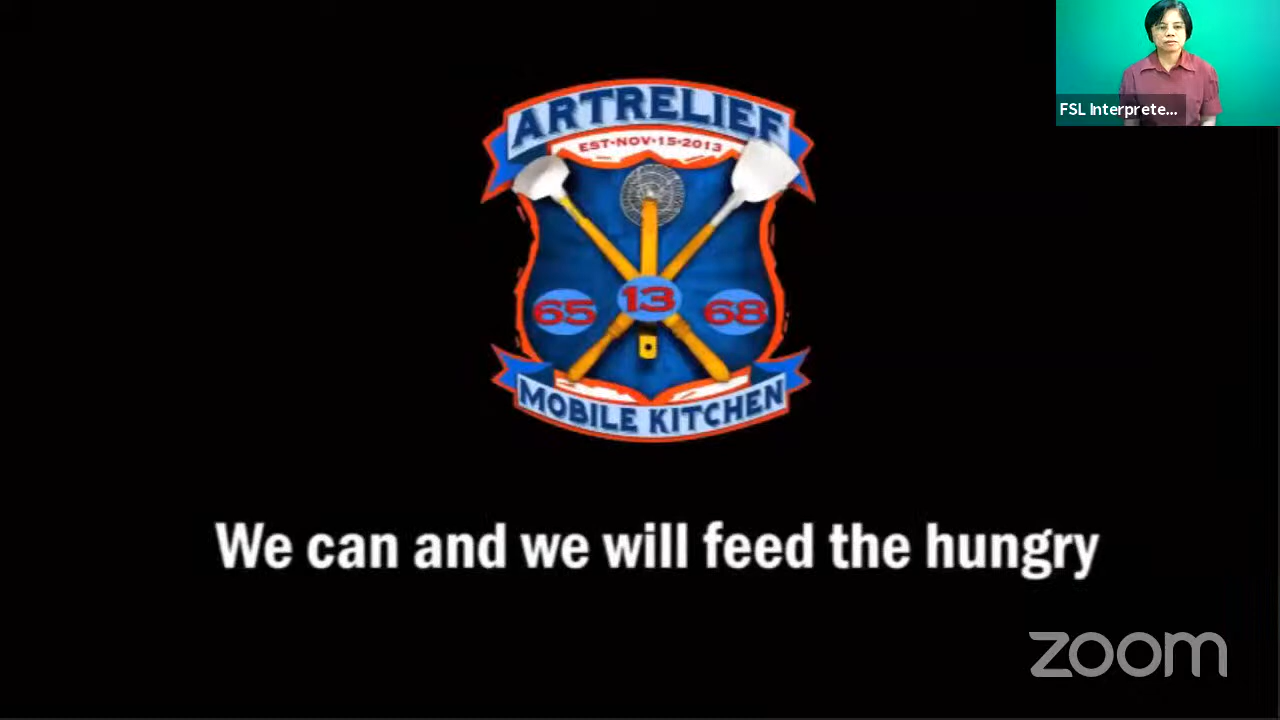 FSL Interprete...
ARTRELIEF
EST•NOV•15•2013
65
13
68
MOBILE KITCHEN
We can and we will feed the hungry
zoom